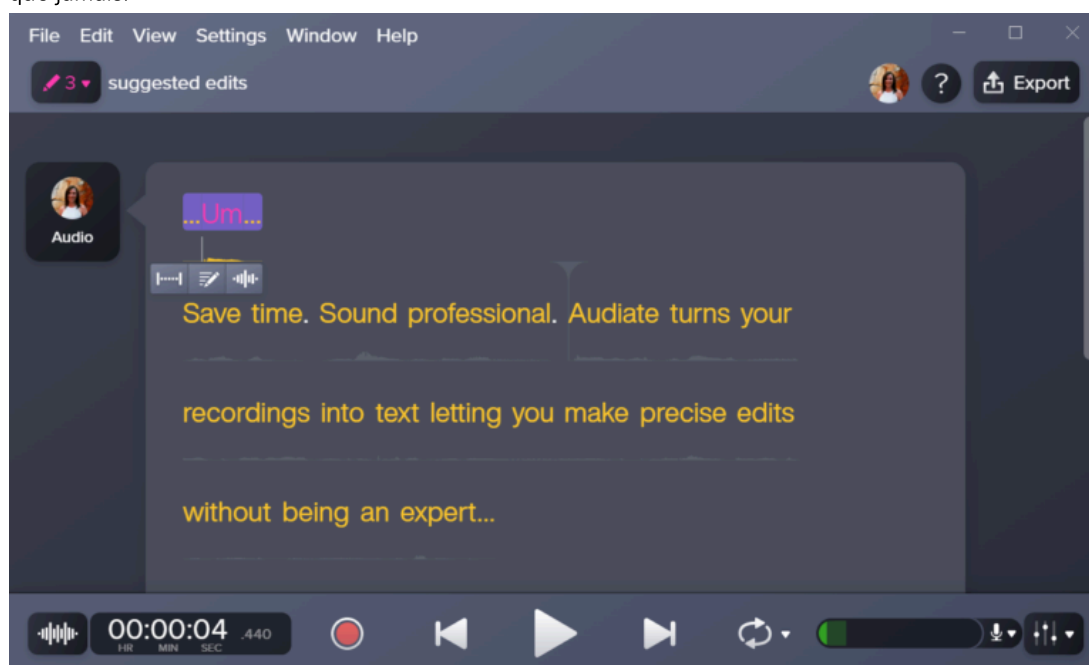 que jamais.
File Edit View Settings Window Help
3 suggested edits
? Export
Audio
...Um...
Save time. Sound professional. Audiate turns your
recordings into text letting you make precise edits
without being an expert...
00:00:04 .440
HR MIN SEC